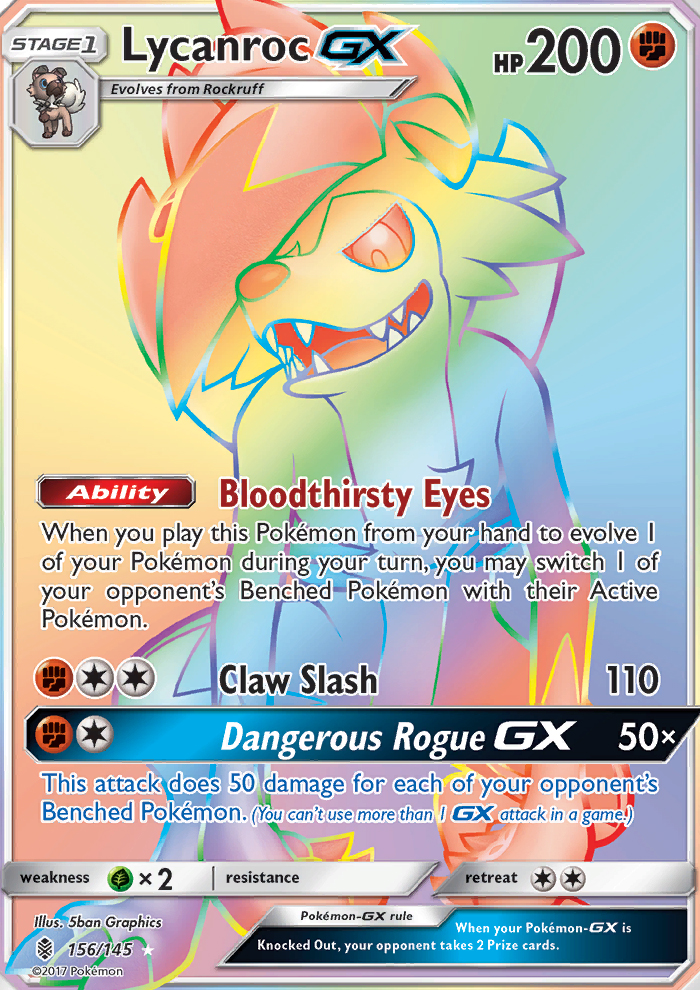 STAGE1 Lycanroc GX HP200
Evolves from Rockruff
Ability Bloodthirsty Eyes
When you play this Pokémon from your hand to evolve 1
of your Pokémon during your turn, you may switch 1 of
your opponent's Benched Pokémon with their Active
Pokémon.
Claw Slash 110
Dangerous Rogue GX 50×
This attack does 50 damage for each of your opponent's
Benched Pokémon. (You can't use more than 1 GX attack in a game.)
weakness ×2 resistance retreat
Illus. 5ban Graphics
156/145
©2017 Pokémon
Pokémon-GX rule
When your Pokémon-GX is
Knocked Out, your opponent takes 2 Prize cards.